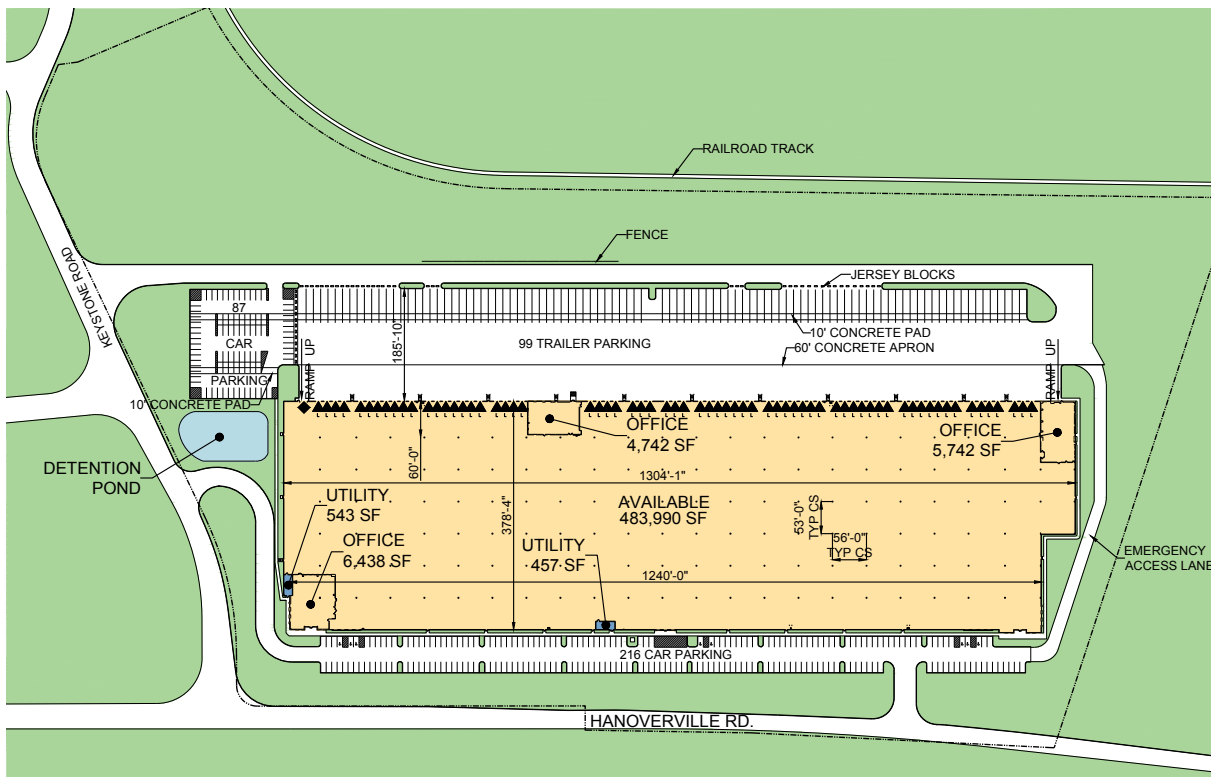 RAILROAD TRACK
FENCE
KEYSTONE ROAD
JERSEY BLOCKS
87
CAR
PARKING
185'-10"
99 TRAILER PARKING
10' CONCRETE PAD
60' CONCRETE APRON
RAMP UP
RAMP UP
10' CONCRETE PAD
OFFICE
4,742 SF
OFFICE
5,742 SF
DETENTION
POND
60'-0"
1304'-1"
UTILITY
543 SF
378'-4"
AVAILABLE
483,990 SF
53'-0"
TYP CS
56'-0"
TYP CS
OFFICE
6,438 SF
UTILITY
457 SF
1240'-0"
EMERGENCY
ACCESS LANE
216 CAR PARKING
HANOVERVILLE RD.